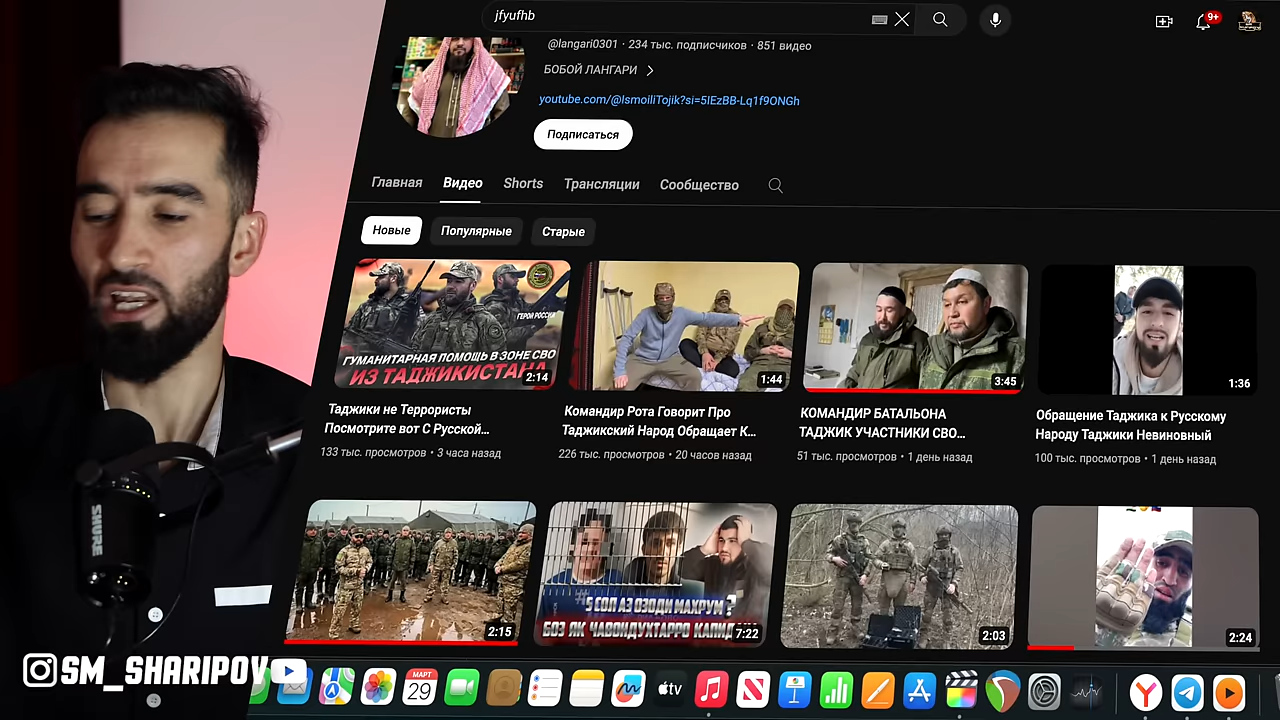 jfyufhb
9+
@langari0301 · 234 тыс. подписчиков · 851 видео
БОБОЙ ЛАНГАРИ
youtube.com/@IsmoiliTojik?si=5IEzBB-Lq1f9ONGh
Подписаться
Главная Видео Shorts Трансляции Сообщество
Новые Популярные Старые
ГЕРОИ РОССИИ
ГУМАНИТАРНАЯ ПОМОЩЬ В ЗОНЕ СВО
ИЗ ТАДЖИКИСТАНА
2:14
1:44
3:45
1:36
Таджики не Террористы
Посмотрите вот С Русской...
133 тыс. просмотров · 3 часа назад
Командир Рота Говорит Про
Таджикский Народ Обращает К...
226 тыс. просмотров · 20 часов назад
КОМАНДИР БАТАЛЬОНА
ТАДЖИК УЧАСТНИКИ СВО...
51 тыс. просмотров · 1 день назад
Обращение Таджика к Русскому
Народу Таджики Невиновный
100 тыс. просмотров · 1 день назад
2:15
5 СОЛ АЗ ОЗОДИ МАХРУМ?
БОЗ ЯК ЧАВОНДУХТАРРО КАПИД
7:22
2:03
2:24
SHURE
SM_SHARIPOV
МАРТ
29
tv